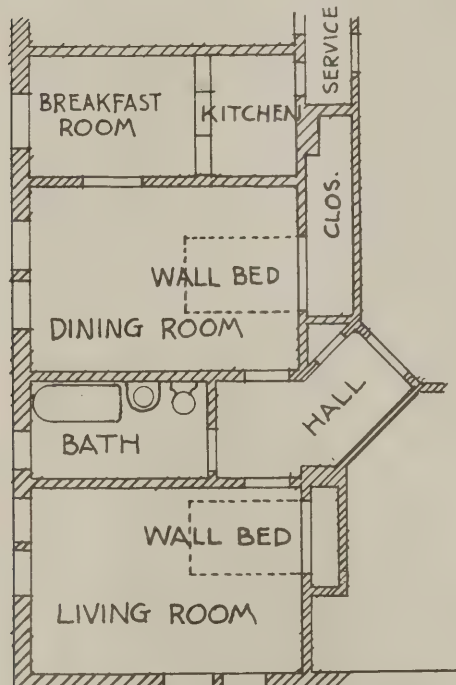 SERVICE
BREAKFAST
ROOM
KITCHEN
CLOS.
WALL BED
DINING ROOM
HALL
BATH
WALL BED
LIVING ROOM